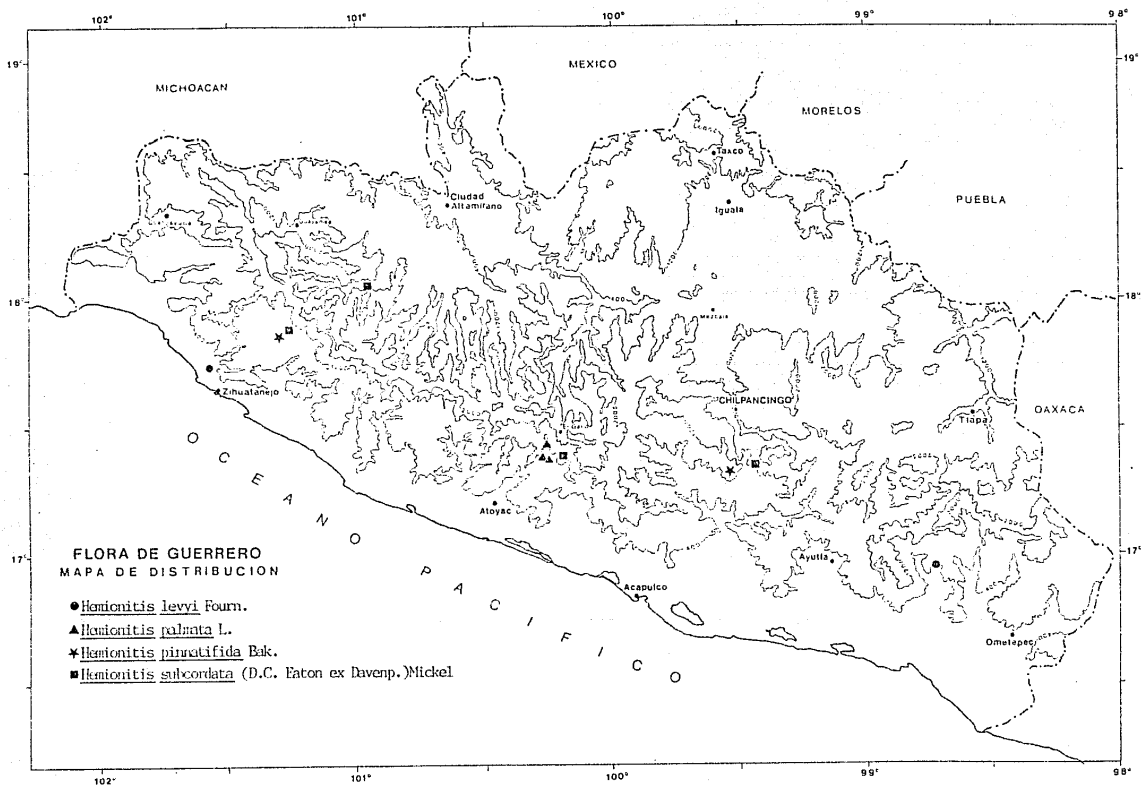 102° 101° 100° 99° 98°
19° 19°
MEXICO
MICHOACAN
MORELOS
Taxco
PUEBLA
Ciudad
Altamirano
Iguala
18° 18°
MEZCALA
Zihuatanejo
CHILPANCINGO
Tlapa
OAXACA
Atoyac
Ayutla
17° 17°
Acapulco
Ometepec
OCEANO PACIFICO
FLORA DE GUERRERO
MAPA DE DISTRIBUCION
Hemionitis levyi Fourn.
Hemionitis palmata L.
Hemionitis pinnatifida Bak.
Hemionitis subcordata (D.C. Eaton ex Davenp.)Mickel
102° 101° 100° 99° 98°